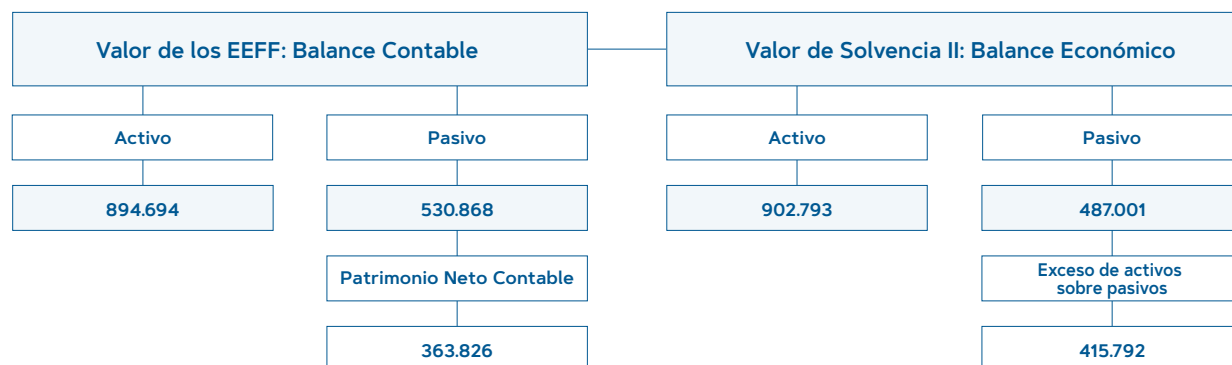 Valor de los EEFF: Balance Contable
Valor de Solvencia II: Balance Económico
Activo
Pasivo
Activo
Pasivo
894.694
530.868
902.793
487.001
Patrimonio Neto Contable
Exceso de activos
sobre pasivos
363.826
415.792